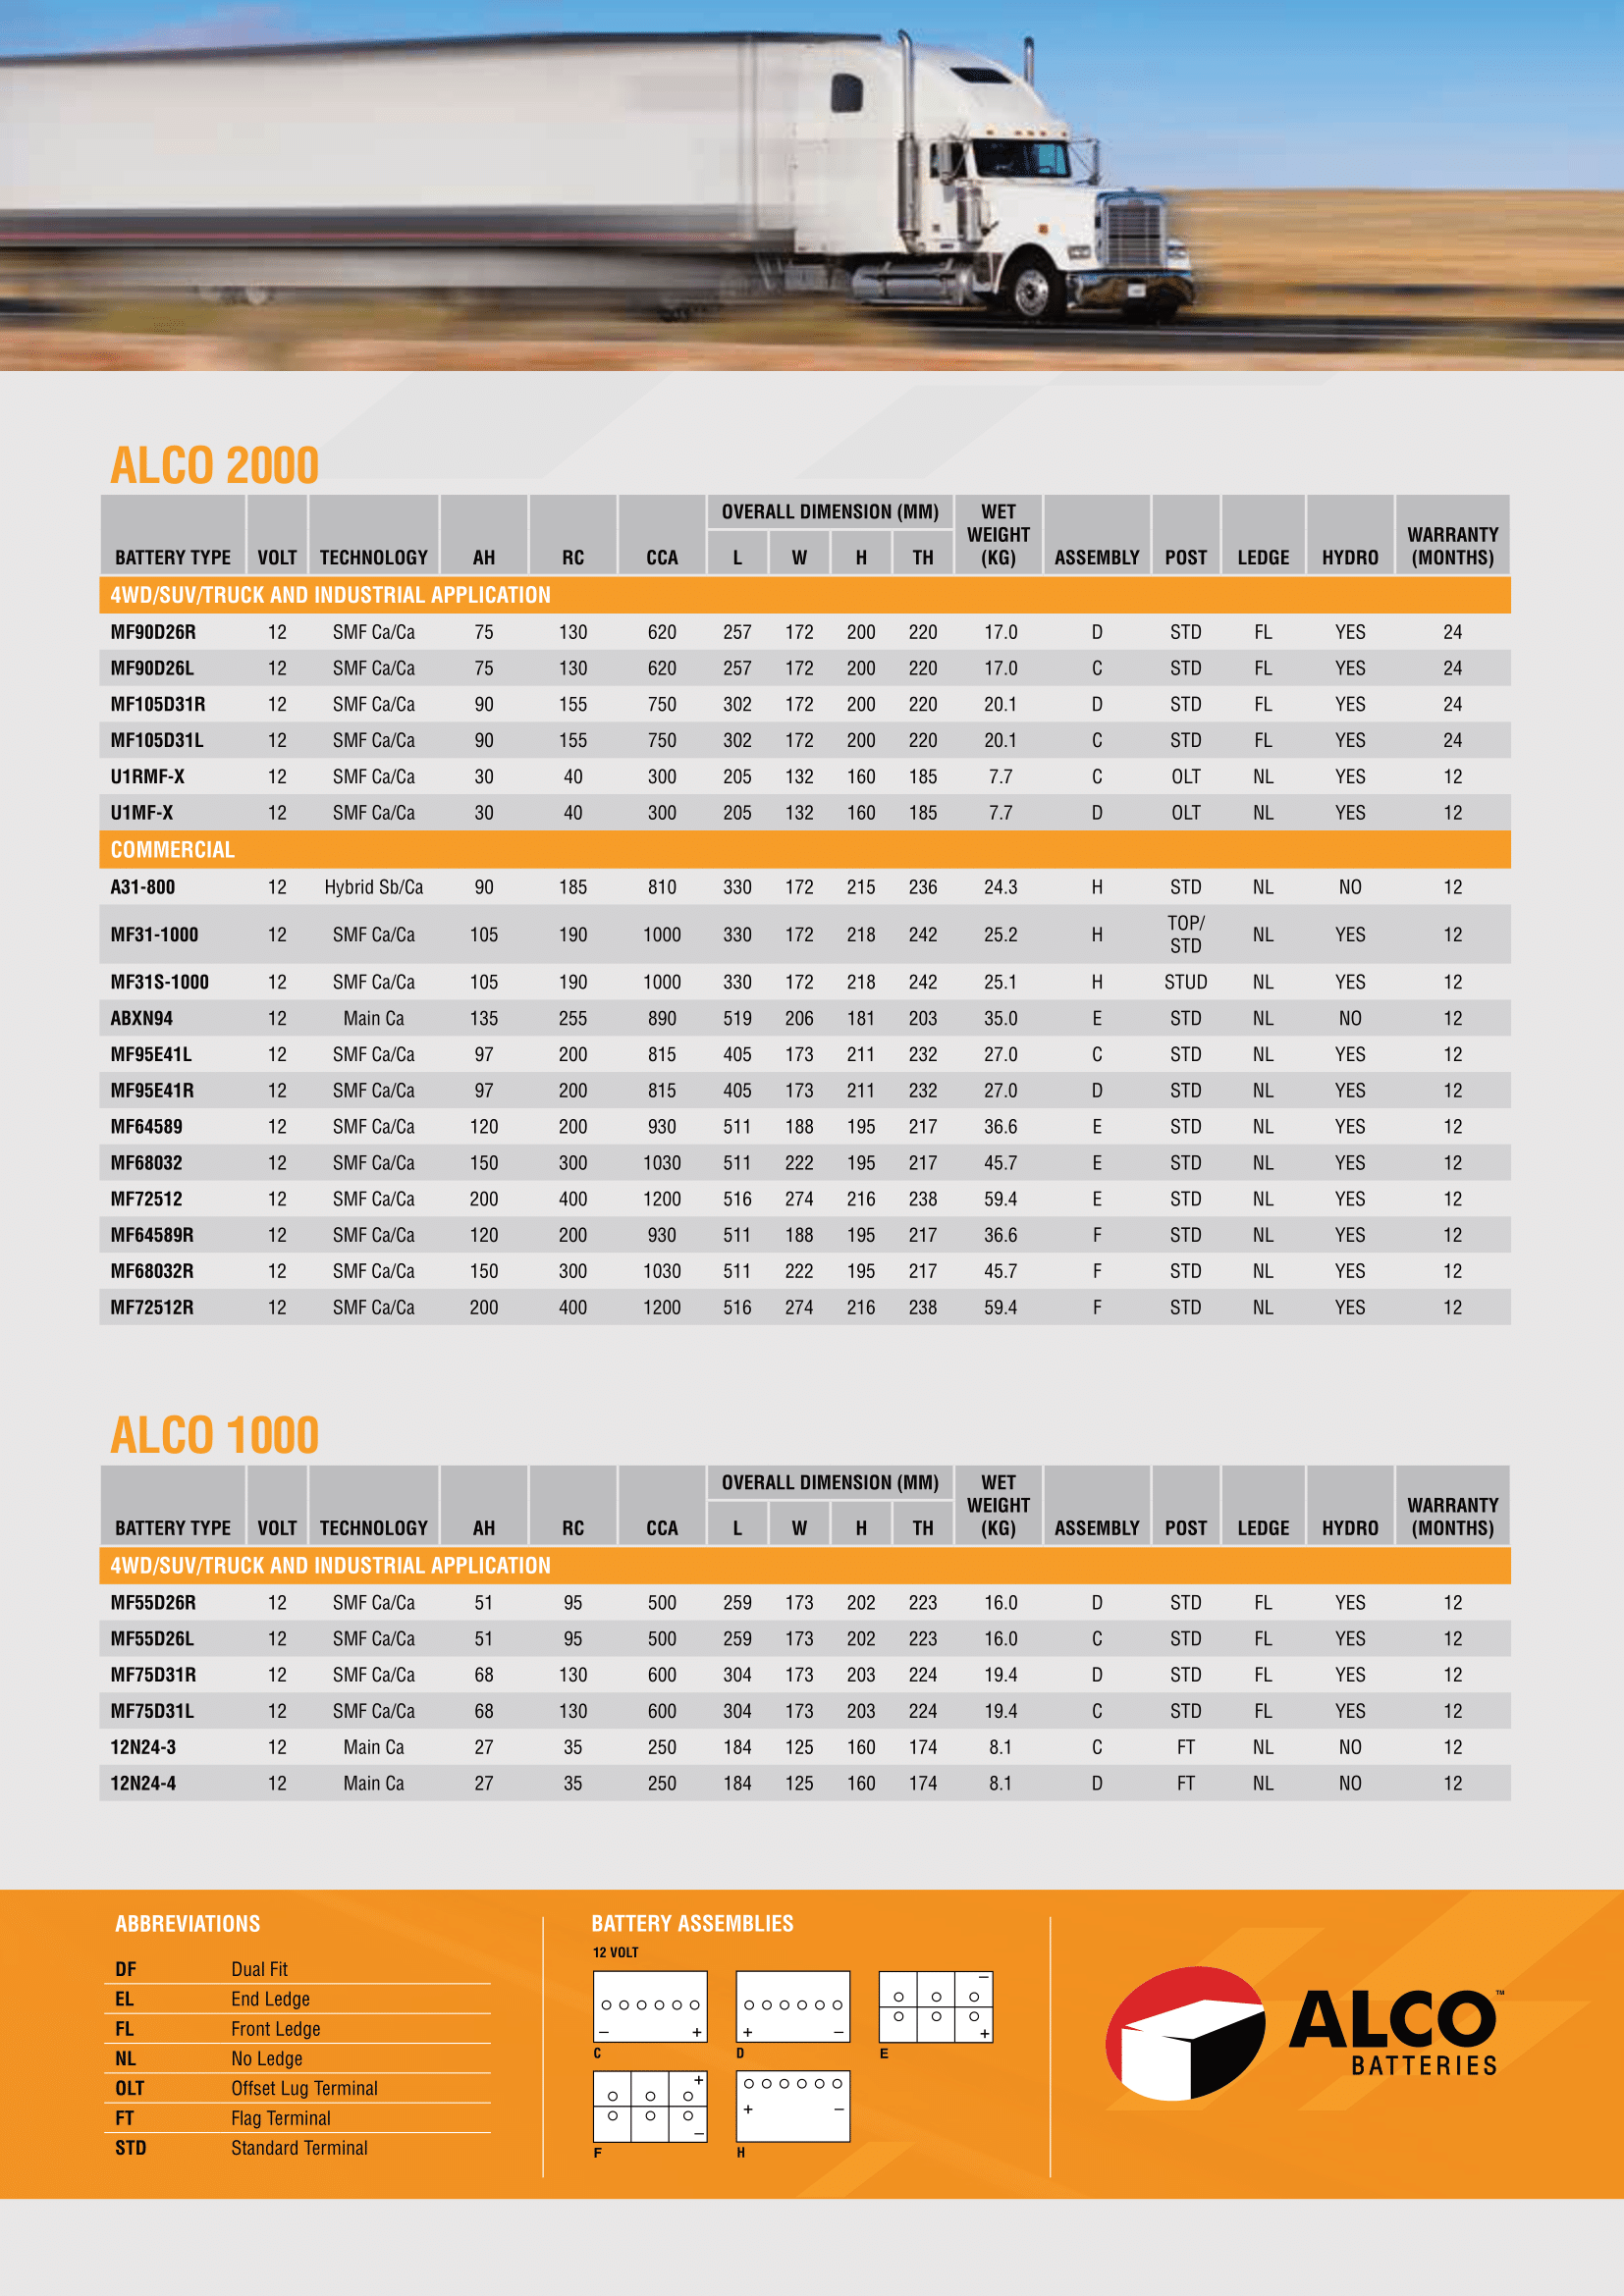 ALCO 2000
OVERALL DIMENSION (MM) WET
WEIGHT WARRANTY
BATTERY TYPE VOLT TECHNOLOGY AH RC CCA L W H TH (KG) ASSEMBLY POST LEDGE HYDRO (MONTHS)
4WD/SUV/TRUCK AND INDUSTRIAL APPLICATION
MF90D26R 12 SMF Ca/Ca 75 130 620 257 172 200 220 17.0 D STD FL YES 24
MF90D26L 12 SMF Ca/Ca 75 130 620 257 172 200 220 17.0 C STD FL YES 24
MF105D31R 12 SMF Ca/Ca 90 155 750 302 172 200 220 20.1 D STD FL YES 24
MF105D31L 12 SMF Ca/Ca 90 155 750 302 172 200 220 20.1 C STD FL YES 24
U1RMF-X 12 SMF Ca/Ca 30 40 300 205 132 160 185 7.7 C OLT NL YES 12
U1MF-X 12 SMF Ca/Ca 30 40 300 205 132 160 185 7.7 D OLT NL YES 12
COMMERCIAL
A31-800 12 Hybrid Sb/Ca 90 185 810 330 172 215 236 24.3 H STD NL NO 12
MF31-1000 12 SMF Ca/Ca 105 190 1000 330 172 218 242 25.2 H TOP/ STD NL YES 12
MF31S-1000 12 SMF Ca/Ca 105 190 1000 330 172 218 242 25.1 H STUD NL YES 12
ABXN94 12 Main Ca 135 255 890 519 206 181 203 35.0 E STD NL NO 12
MF95E41L 12 SMF Ca/Ca 97 200 815 405 173 211 232 27.0 C STD NL YES 12
MF95E41R 12 SMF Ca/Ca 97 200 815 405 173 211 232 27.0 D STD NL YES 12
MF64589 12 SMF Ca/Ca 120 200 930 511 188 195 217 36.6 E STD NL YES 12
MF68032 12 SMF Ca/Ca 150 300 1030 511 222 195 217 45.7 E STD NL YES 12
MF72512 12 SMF Ca/Ca 200 400 1200 516 274 216 238 59.4 E STD NL YES 12
MF64589R 12 SMF Ca/Ca 120 200 930 511 188 195 217 36.6 F STD NL YES 12
MF68032R 12 SMF Ca/Ca 150 300 1030 511 222 195 217 45.7 F STD NL YES 12
MF72512R 12 SMF Ca/Ca 200 400 1200 516 274 216 238 59.4 F STD NL YES 12
ALCO 1000
OVERALL DIMENSION (MM) WET
WEIGHT WARRANTY
BATTERY TYPE VOLT TECHNOLOGY AH RC CCA L W H TH (KG) ASSEMBLY POST LEDGE HYDRO (MONTHS)
4WD/SUV/TRUCK AND INDUSTRIAL APPLICATION
MF55D26R 12 SMF Ca/Ca 51 95 500 259 173 202 223 16.0 D STD FL YES 12
MF55D26L 12 SMF Ca/Ca 51 95 500 259 173 202 223 16.0 C STD FL YES 12
MF75D31R 12 SMF Ca/Ca 68 130 600 304 173 203 224 19.4 D STD FL YES 12
MF75D31L 12 SMF Ca/Ca 68 130 600 304 173 203 224 19.4 C STD FL YES 12
12N24-3 12 Main Ca 27 35 250 184 125 160 174 8.1 C FT NL NO 12
12N24-4 12 Main Ca 27 35 250 184 125 160 174 8.1 D FT NL NO 12
ABBREVIATIONS
DF Dual Fit
EL End Ledge
FL Front Ledge
NL No Ledge
OLT Offset Lug Terminal
FT Flag Terminal
STD Standard Terminal
BATTERY ASSEMBLIES
12 VOLT
− + + − −
+
C D E
+ + −
−
F H
ALCO™
BATTERIES